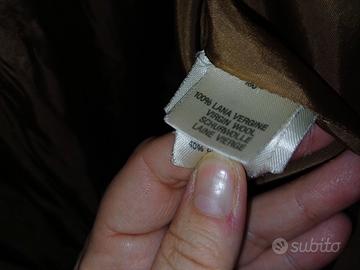 100% LANA VERGINE
VIRGIN WOOL
SCHURWOLLE
LAINE VIERGE
subito